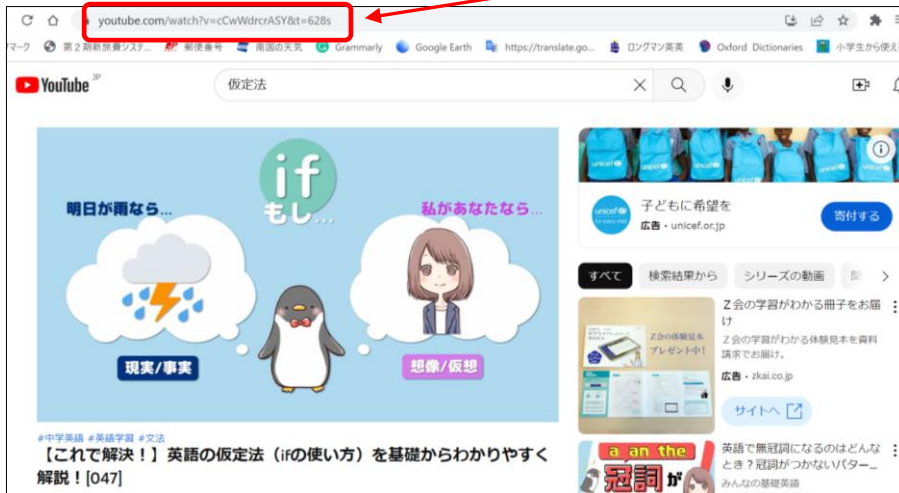 youtube.com/watch?v=cCwWdrcrASY&t=628s
マーク 第2期新旅費システ... 郵便番号 南国の天気 Grammarly Google Earth https://translate.go... ロングマン英英 Oxford Dictionaries 小学生から使え
YouTube JP
仮定法
if
もし...
明日が雨なら...
私があなたなら...
現実/事実
想像/仮想
#中学英語 #英語学習 #文法
【これで解決！】英語の仮定法（ifの使い方）を基礎からわかりやすく
解説！[047]
unicef
unicef
子どもに希望を
広告・unicef.or.jp
寄付する
すべて 検索結果から シリーズの動画
Z会の体験見本
プレゼント中！
Z会の学習がわかる冊子をお届
け
Z会の学習がわかる体験見本を資料
請求でお届け。
広告・zkai.co.jp
サイトへ
a an the
冠詞が
英語で無冠詞になるのはどんな
とき？冠詞がつかないパター...
みんなの基礎英語